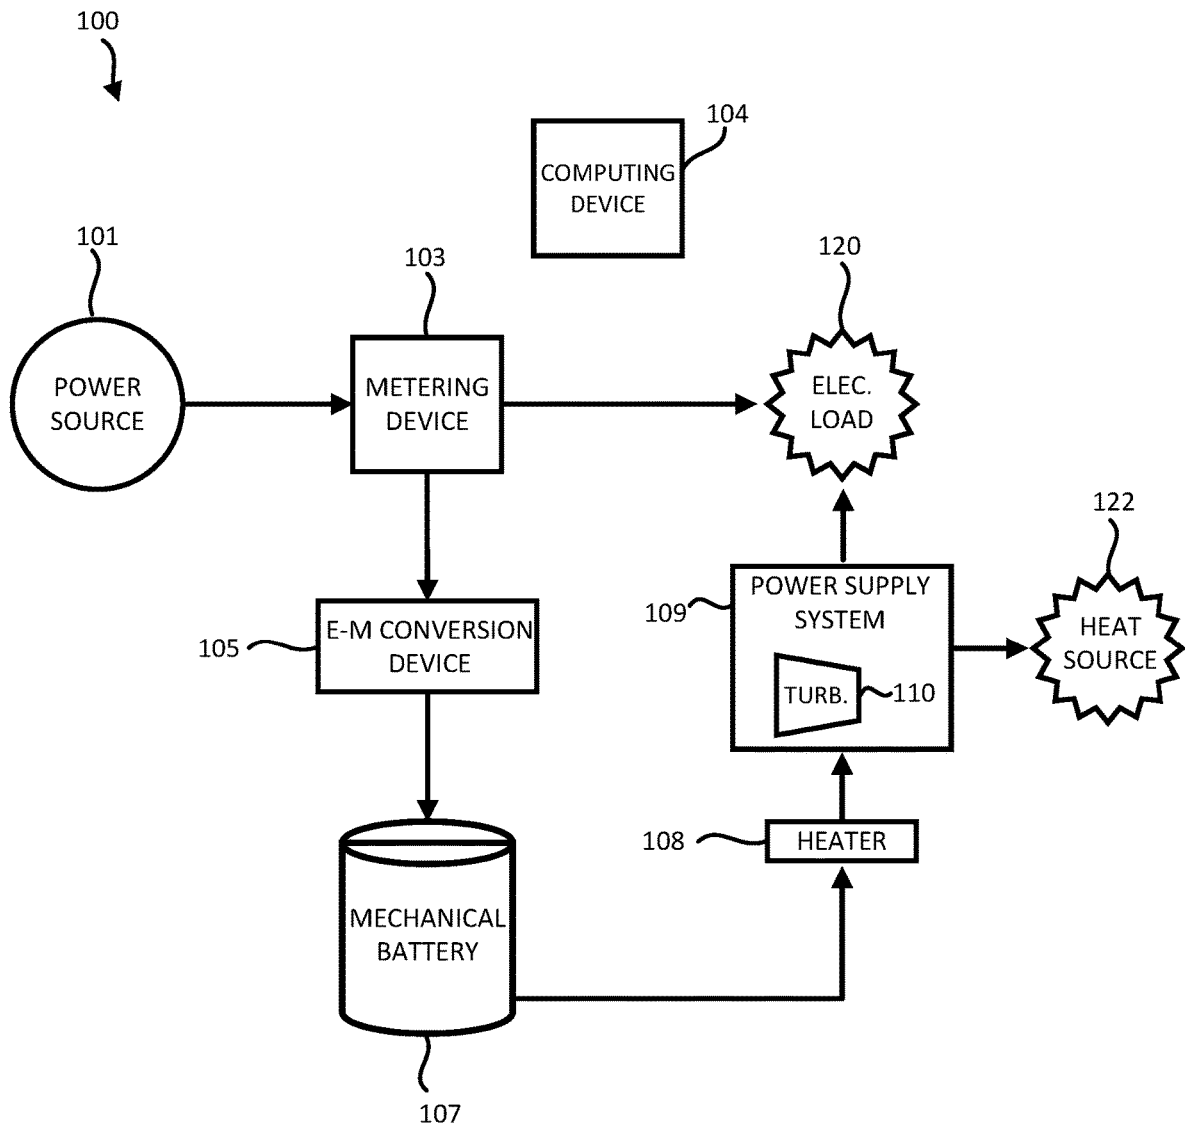 100
104
COMPUTING
DEVICE
101
103
120
POWER
SOURCE
METERING
DEVICE
ELEC.
LOAD
122
109
POWER SUPPLY
SYSTEM
HEAT
SOURCE
105
E-M CONVERSION
DEVICE
TURB.
110
108
HEATER
MECHANICAL
BATTERY
107